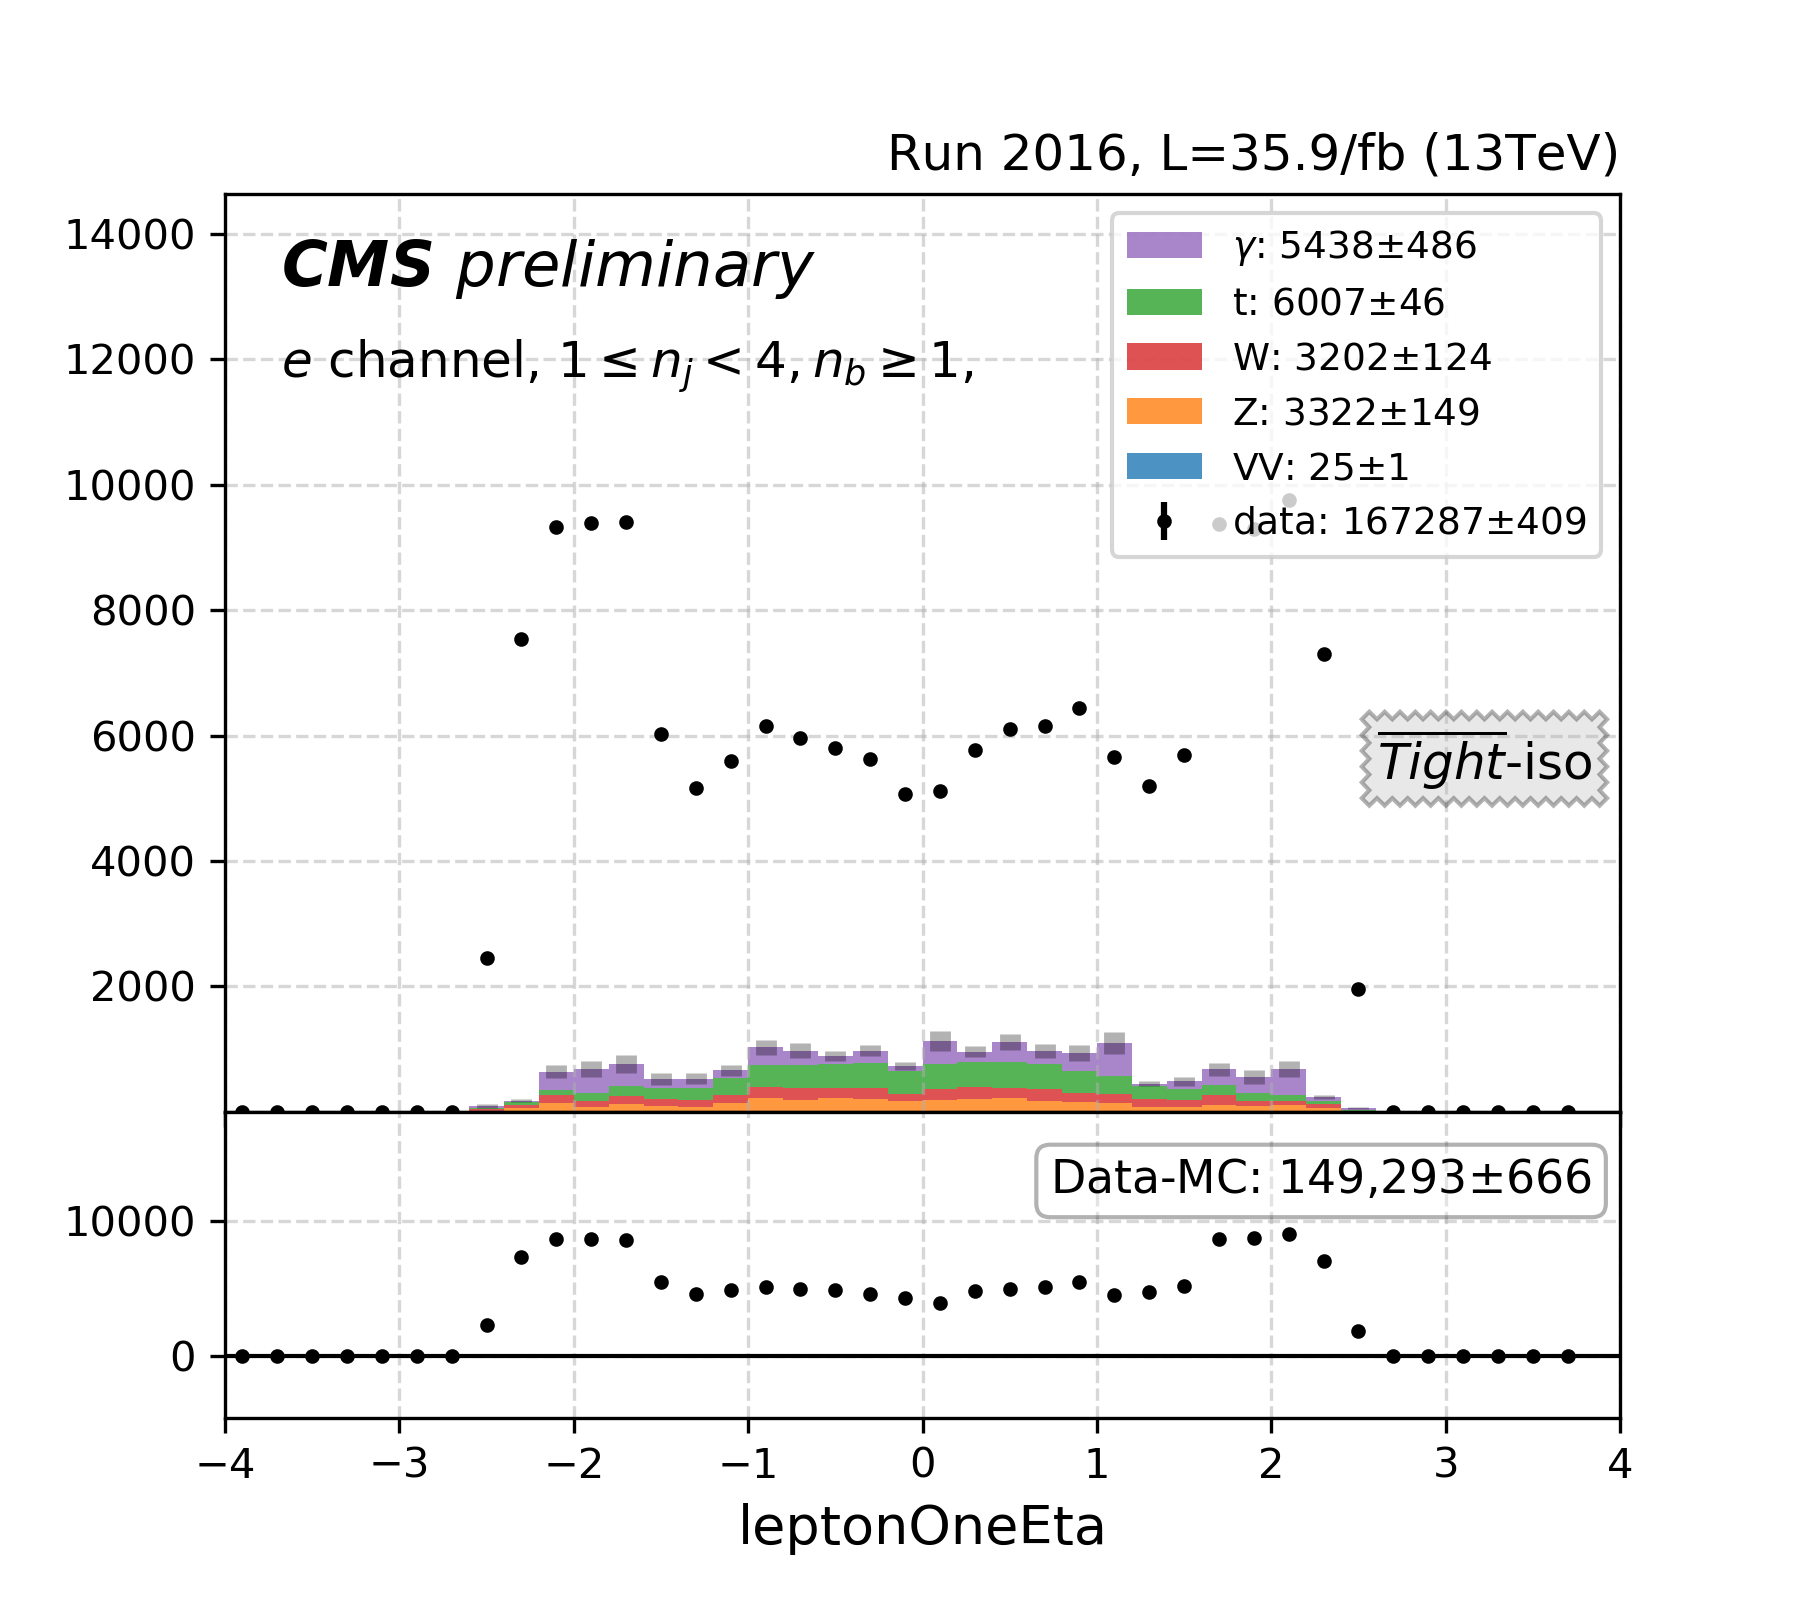 Run 2016, L=35.9/fb (13TeV)
14000
12000
10000
8000
6000
4000
2000
CMS preliminary
e channel, 1 ≤ n_j < 4, n_b ≥ 1,
γ: 5438±486
t: 6007±46
W: 3202±124
Z: 3322±149
VV: 25±1
data: 167287±409
Tight-iso
Data-MC: 149,293±666
10000
0
−4 −3 −2 −1 0 1 2 3 4
leptonOneEta